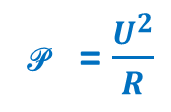 𝒫 = U²/R